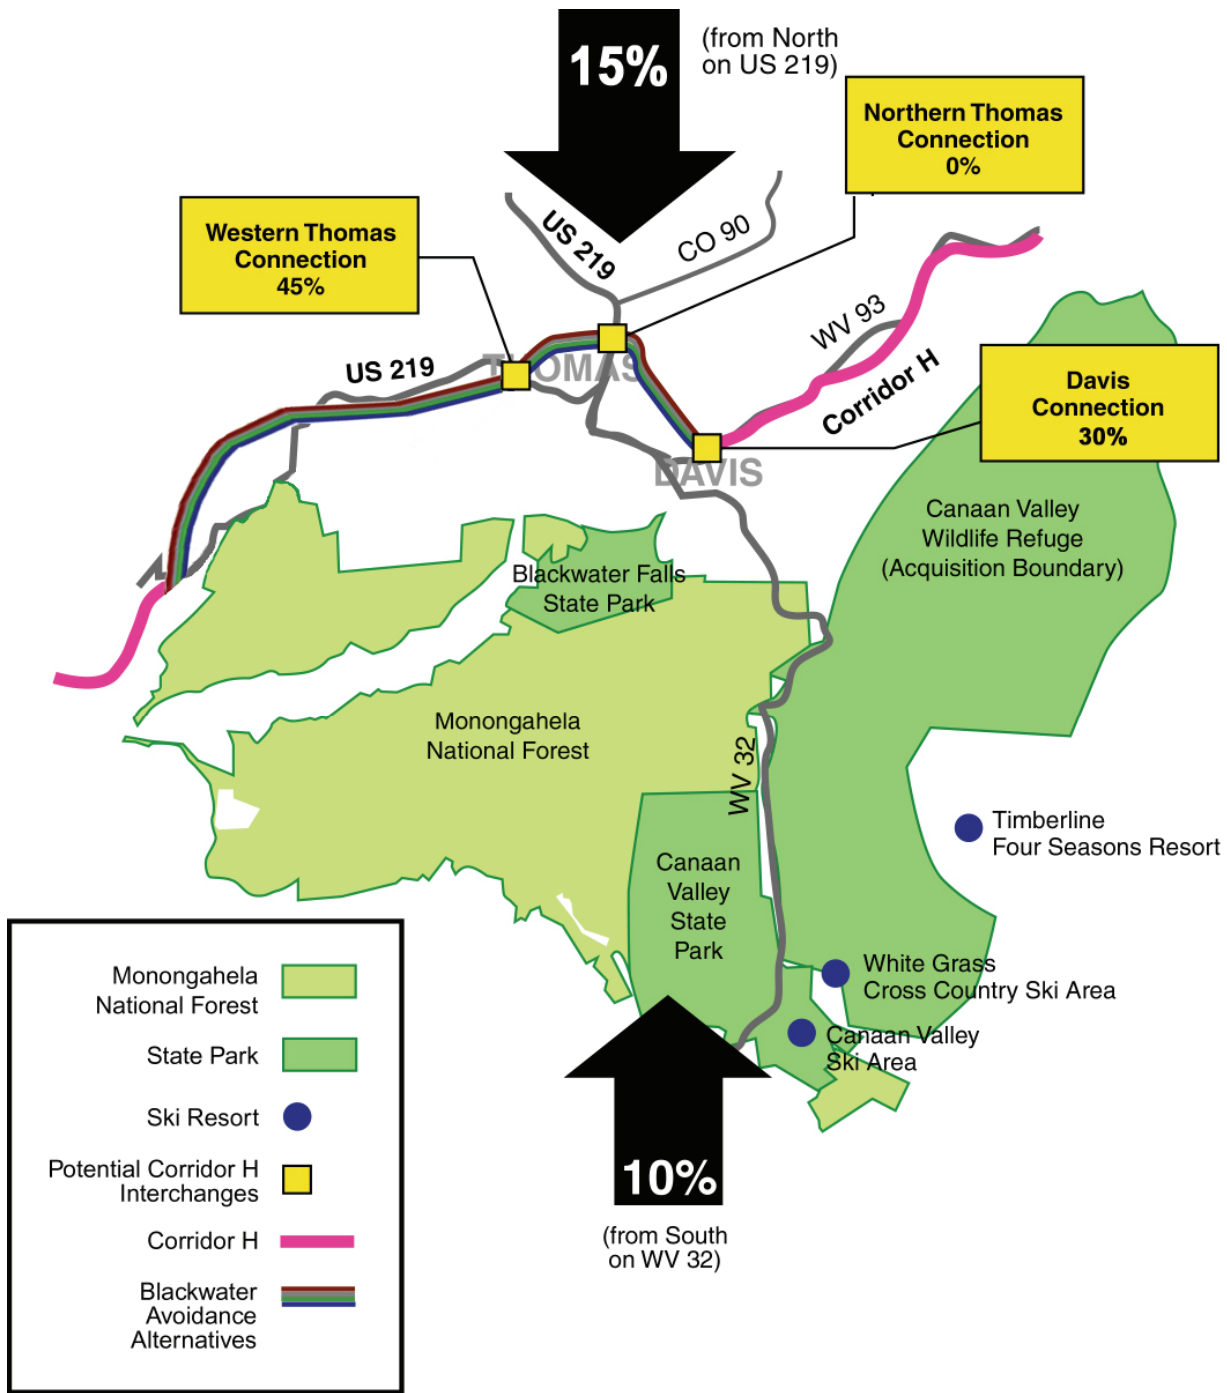 15%
(from North
on US 219)
Northern Thomas
Connection
0%
Western Thomas
Connection
45%
US 219
CO 90
WV 93
US 219
THOMAS
Corridor H
Davis
Connection
30%
DAVIS
Canaan Valley
Wildlife Refuge
(Acquisition Boundary)
Blackwater Falls
State Park
Monongahela
National Forest
WV 32
Timberline
Four Seasons Resort
Canaan
Valley
State
Park
White Grass
Cross Country Ski Area
Canaan Valley
Ski Area
10%
(from South
on WV 32)
Monongahela
National Forest
State Park
Ski Resort
Potential Corridor H
Interchanges
Corridor H
Blackwater
Avoidance
Alternatives